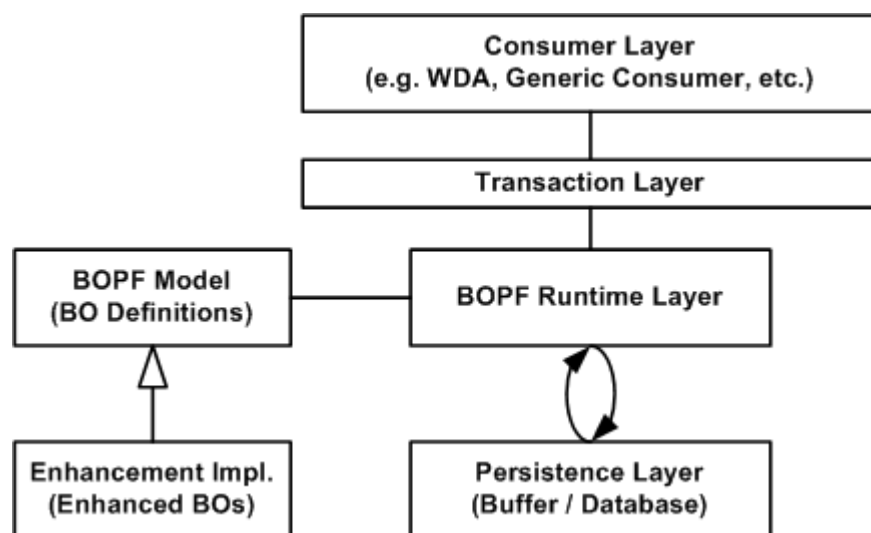 Consumer Layer
(e.g. WDA, Generic Consumer, etc.)
Transaction Layer
BOPF Model
(BO Definitions)
BOPF Runtime Layer
Enhancement Impl.
(Enhanced BOs)
Persistence Layer
(Buffer / Database)